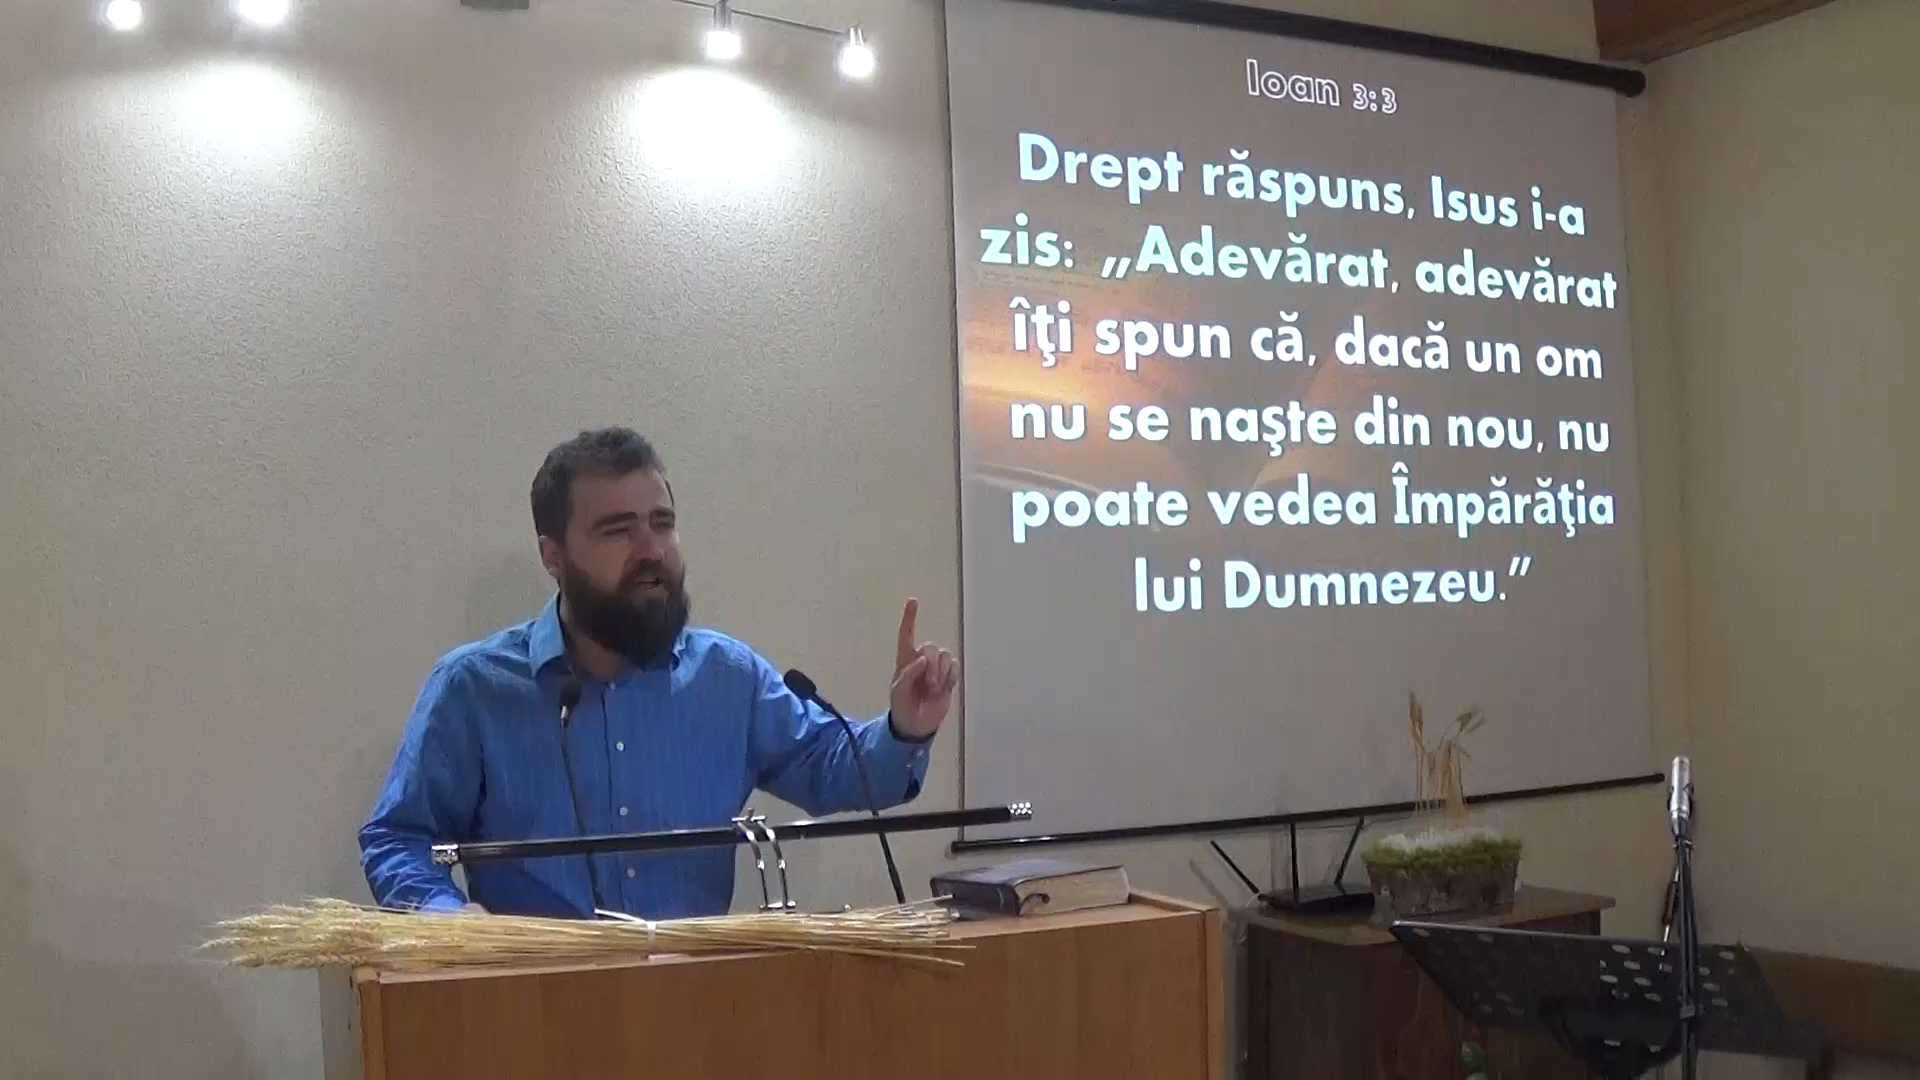 Ioan 3:3
Drept răspuns, Isus i-a
zis: „Adevărat, adevărat
îţi spun că, dacă un om
nu se naşte din nou, nu
poate vedea Împărăţia
lui Dumnezeu.”